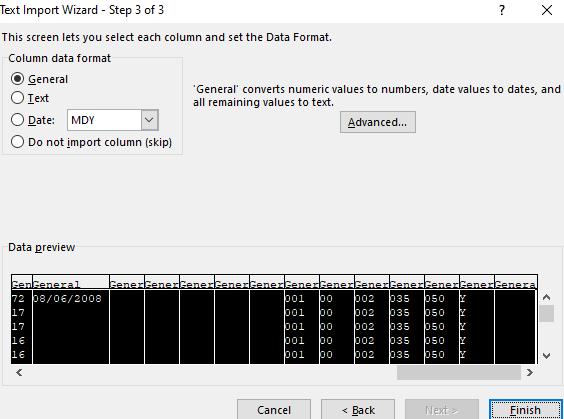 Text Import Wizard - Step 3 of 3 ?
This screen lets you select each column and set the Data Format.
Column data format
General
Text
Date: MDY
Do not import column (skip)
'General' converts numeric values to numbers, date values to dates, and
all remaining values to text.
Advanced...
Data preview
Gen General Gener Gener Gener Gener Gener Gener Gener Gener Gener Gener Gener Genera
72 08/06/2008 001 00 002 035 050 Y
17 001 00 002 035 050 Y
17 001 00 002 035 050 Y
16 001 00 002 035 050 Y
16 001 00 002 035 050 Y
Cancel < Back Next > Finish